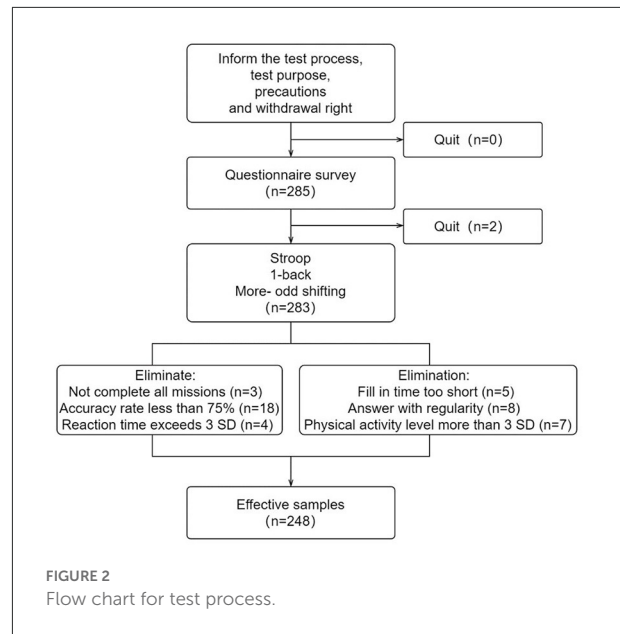 Inform the test process,
test purpose,
precautions
and withdrawal right
Quit (n=0)
Questionnaire survey
(n=285)
Quit (n=2)
Stroop
1-back
More- odd shifting
(n=283)
Eliminate:
Not complete all missions (n=3)
Accuracy rate less than 75% (n=18)
Reaction time exceeds 3 SD (n=4)
Elimination:
Fill in time too short (n=5)
Answer with regularity (n=8)
Physical activity level more than 3 SD (n=7)
Effective samples
(n=248)
FIGURE 2
Flow chart for test process.